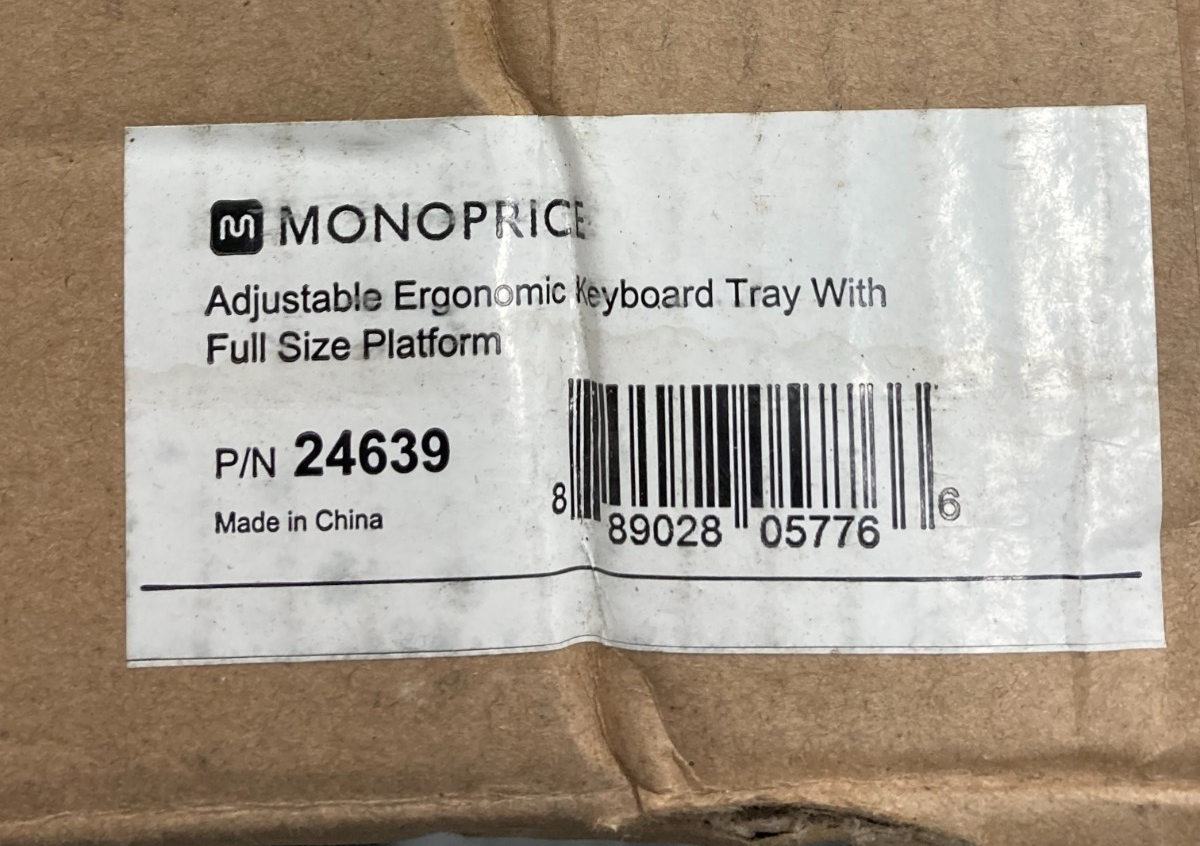 MONOPRICE
Adjustable Ergonomic Keyboard Tray With
Full Size Platform
P/N 24639
Made in China
8 89028 05776 6